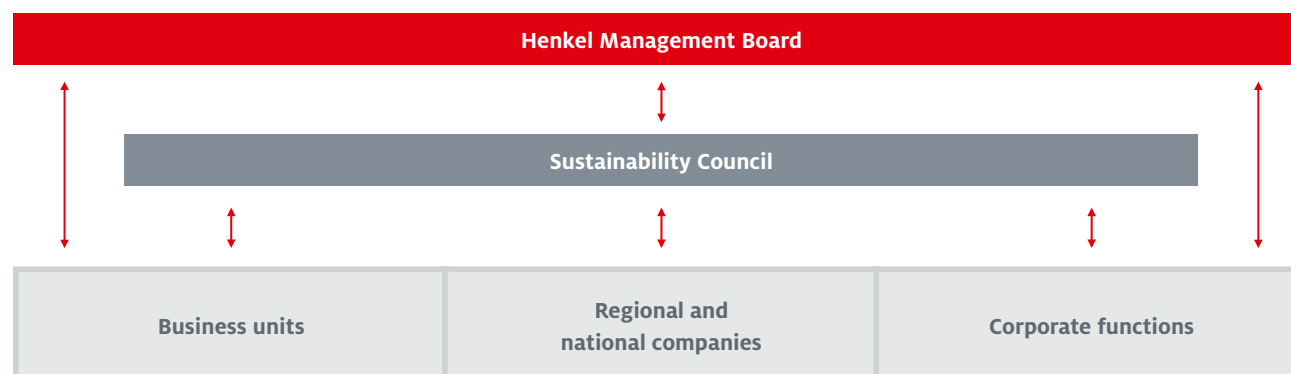 Henkel Management Board
Sustainability Council
Business units
Regional and
national companies
Corporate functions